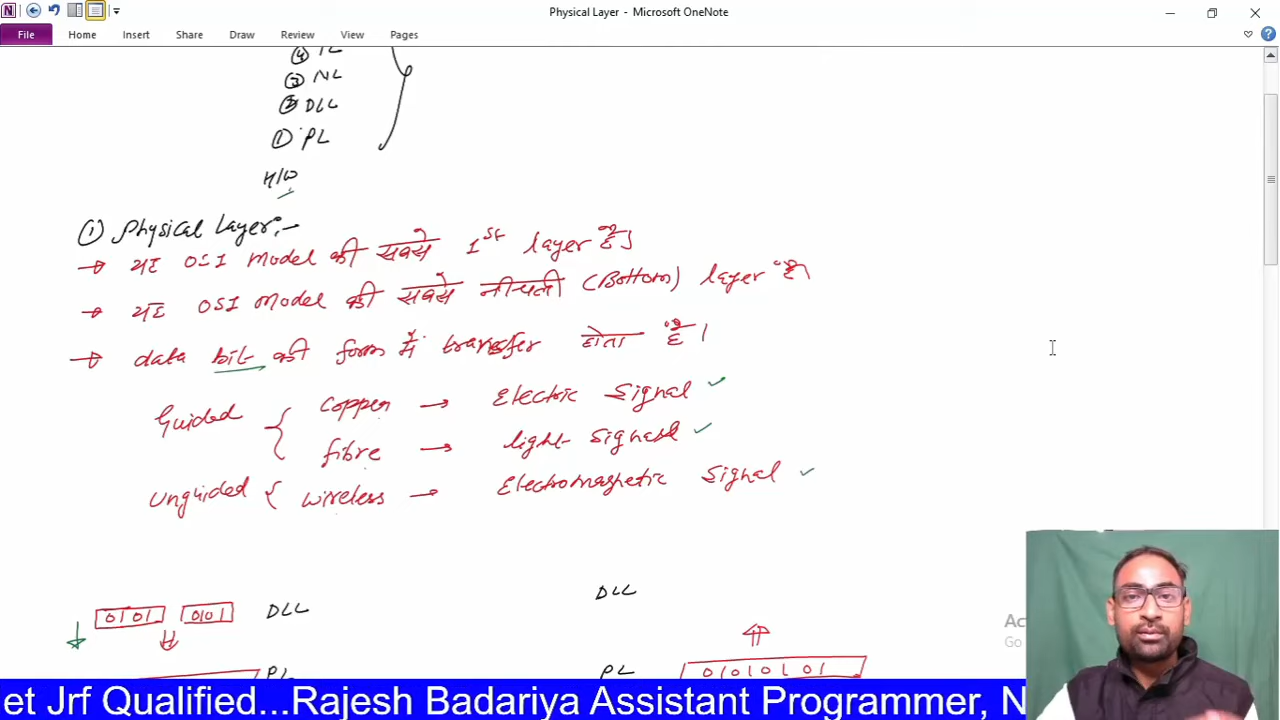 Physical Layer - Microsoft OneNote
File Home Insert Share Draw Review View Pages
④ TL
③ NL
② DLL
① PL
H/W
① Physical Layer:-
→ यह OSI Model की सबसे 1st layer है।
→ यह OSI Model की सबसे नीचली (Bottom) layer है
→ data bit की form में transfer होता है।
Guided { copper → Electric Signal ✓
fibre → light Signal ✓
Unguided { wireless → Electromagnetic Signal ✓
DLL
0101 0101 DLL
PL 0101010101
PL
Ac
Go
et Jrf Qualified...Rajesh Badariya Assistant Programmer, N